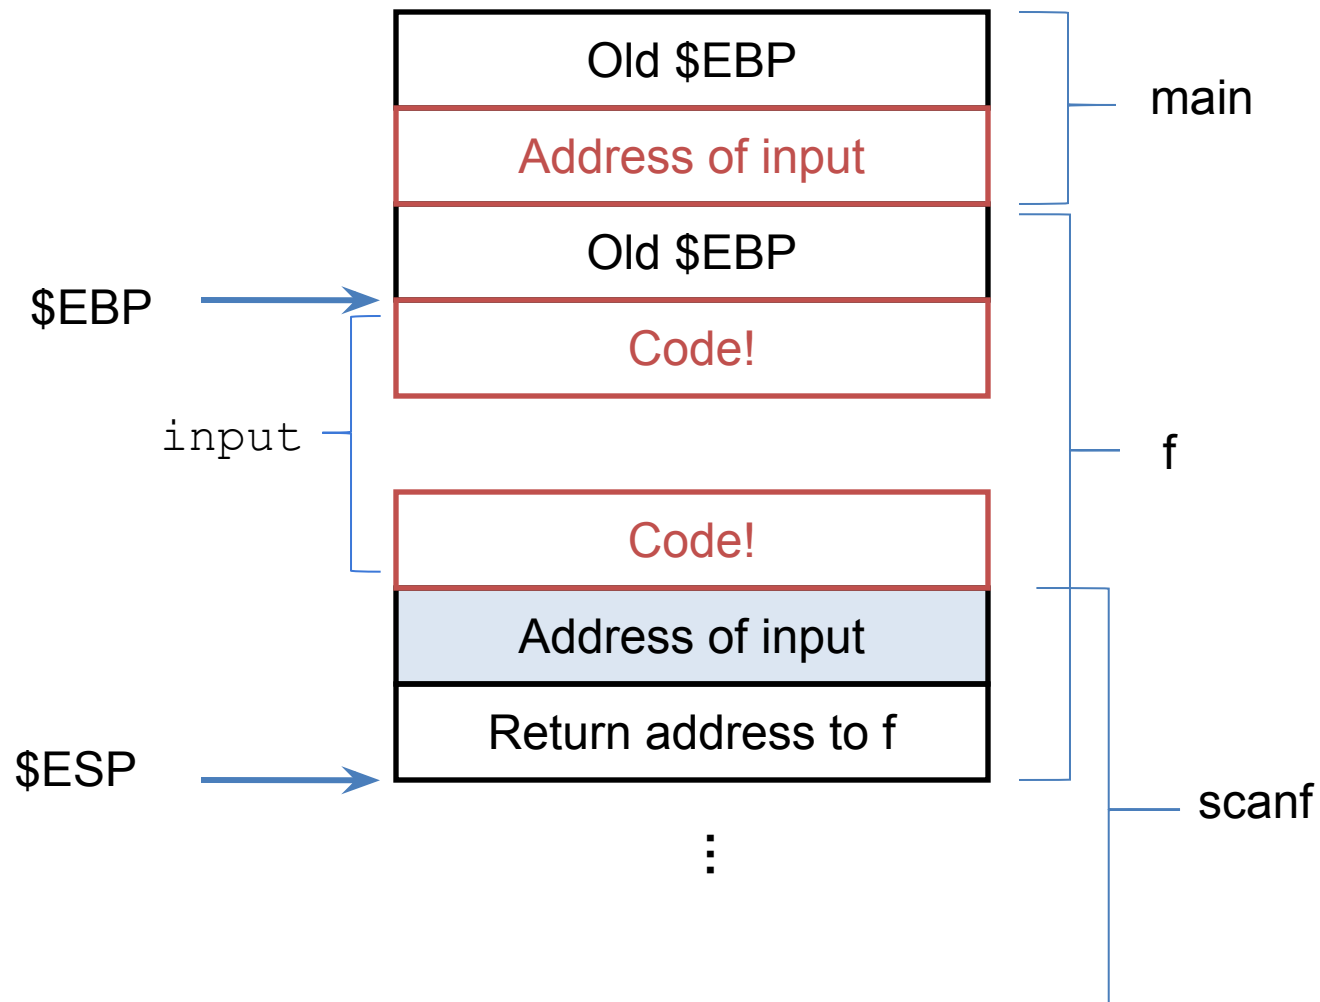 Old $EBP
main
Address of input
Old $EBP
$EBP
Code!
input
f
Code!
Address of input
Return address to f
$ESP
scanf
⋮